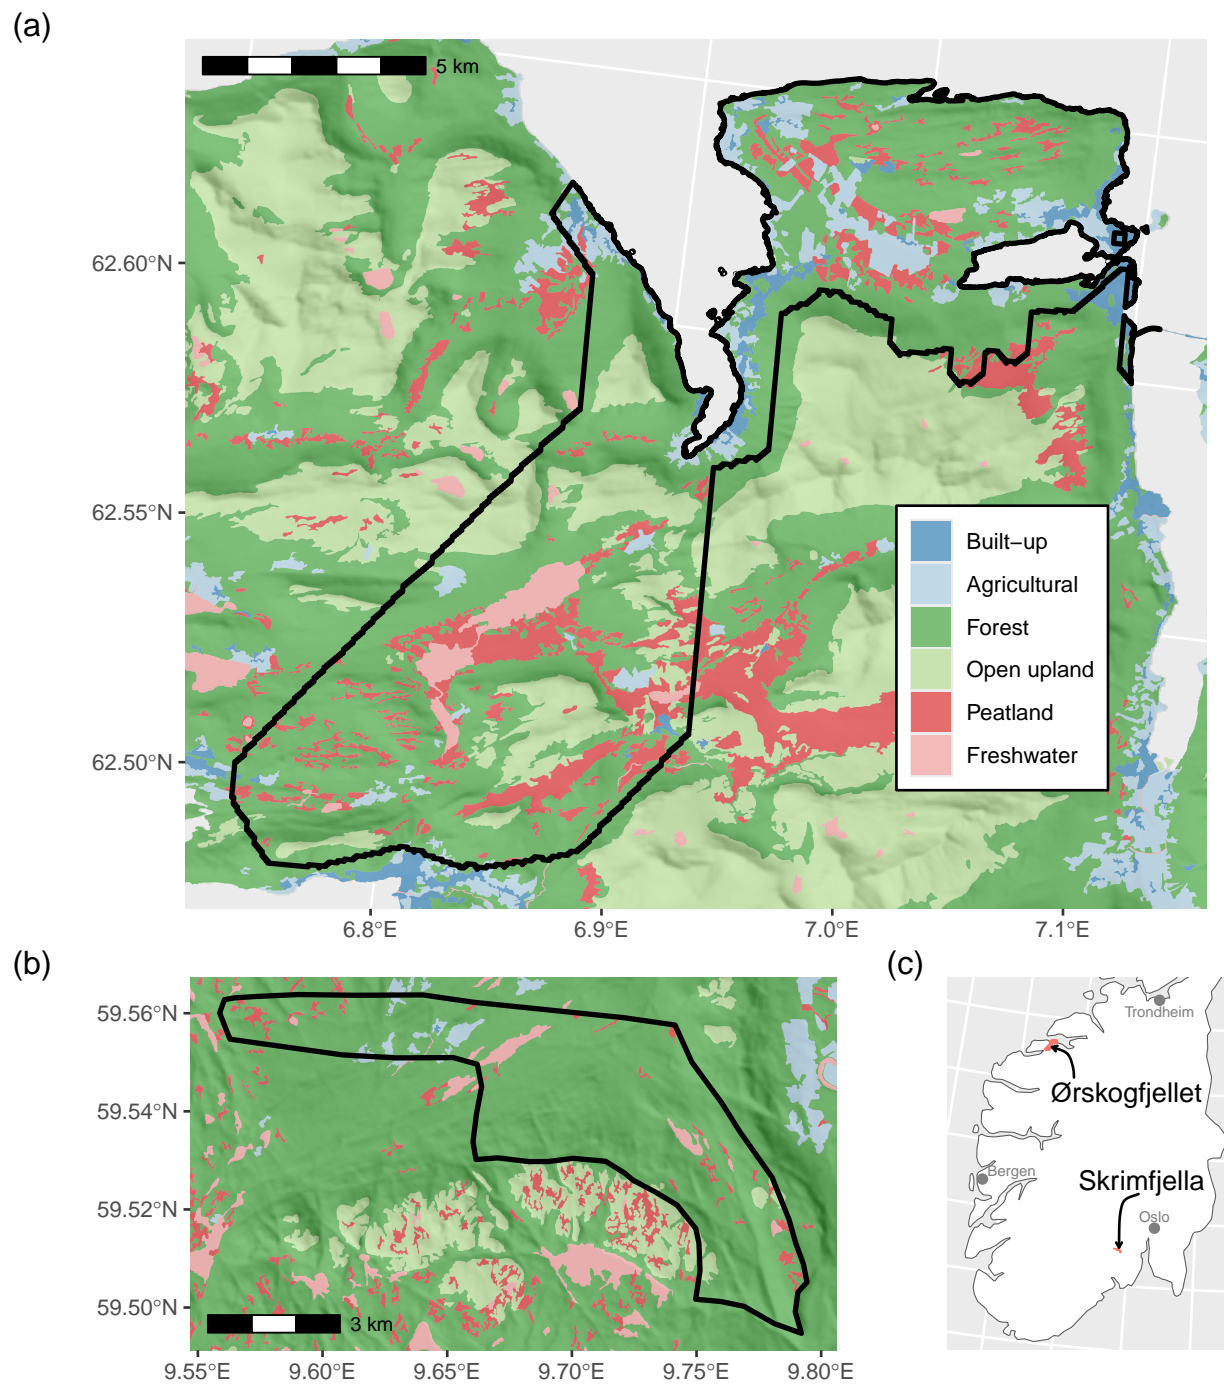 (a)
5 km
62.60°N
62.55°N
62.50°N
Built−up
Agricultural
Forest
Open upland
Peatland
Freshwater
6.8°E
6.9°E
7.0°E
7.1°E
(b)
59.56°N
59.54°N
59.52°N
59.50°N
3 km
9.55°E
9.60°E
9.65°E
9.70°E
9.75°E
9.80°E
(c)
Trondheim
Ørskogfjellet
Bergen
Skrimfjella
Oslo